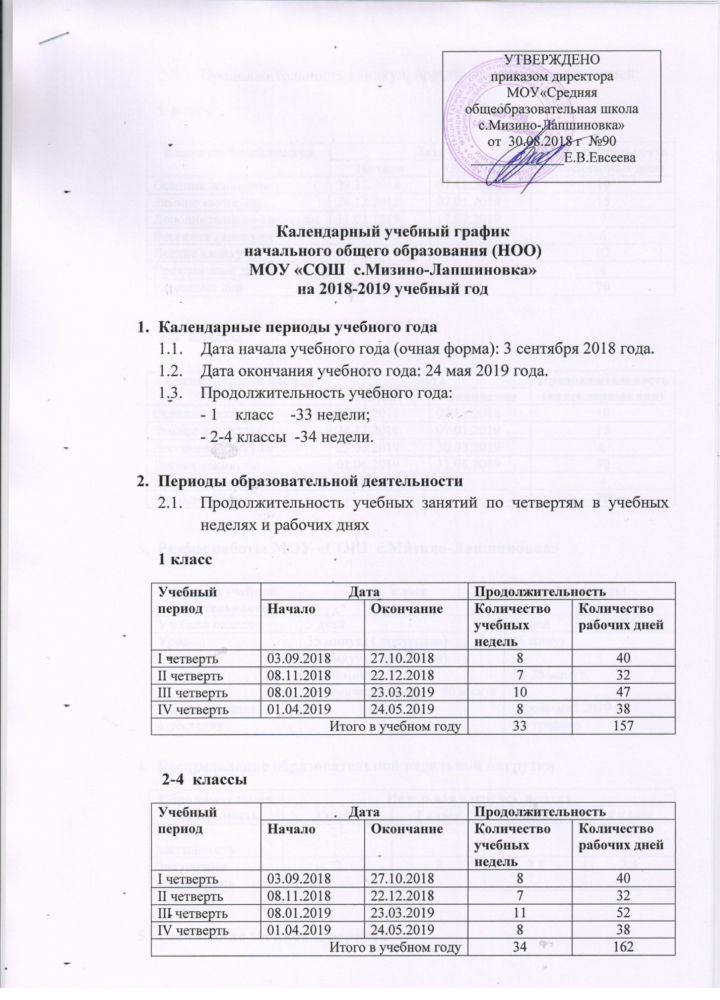 УТВЕРЖДЕНО
приказом директора
МОУ«Средняя
общеобразовательная школа
с.Мизино-Лапшиновка»
от 30.08.2018 г №90
Е.В.Евсеева
МОУ «СОШ
Календарный учебный график
начального общего образования (НОО)
МОУ «СОШ с.Мизино-Лапшиновка»
на 2018-2019 учебный год
1. Календарные периоды учебного года
1.1. Дата начала учебного года (очная форма): 3 сентября 2018 года.
1.2. Дата окончания учебного года: 24 мая 2019 года.
1.3. Продолжительность учебного года:
- 1 класс -33 недели;
- 2-4 классы -34 недели.
2. Периоды образовательной деятельности
2.1. Продолжительность учебных занятий по четвертям в учебных
неделях и рабочих днях
1 класс
Учебный период Дата Продолжительность
Начало Окончание Количество учебных недель Количество рабочих дней
I четверть 03.09.2018 27.10.2018 8 40
II четверть 08.11.2018 22.12.2018 7 32
III четверть 08.01.2019 23.03.2019 10 47
IV четверть 01.04.2019 24.05.2019 8 38
Итого в учебном году 33 157
2-4 классы
Учебный период Дата Продолжительность
Начало Окончание Количество учебных недель Количество рабочих дней
I четверть 03.09.2018 27.10.2018 8 40
II четверть 08.11.2018 22.12.2018 7 32
III четверть 08.01.2019 23.03.2019 11 52
IV четверть 01.04.2019 24.05.2019 8 38
Итого в учебном году 34 162